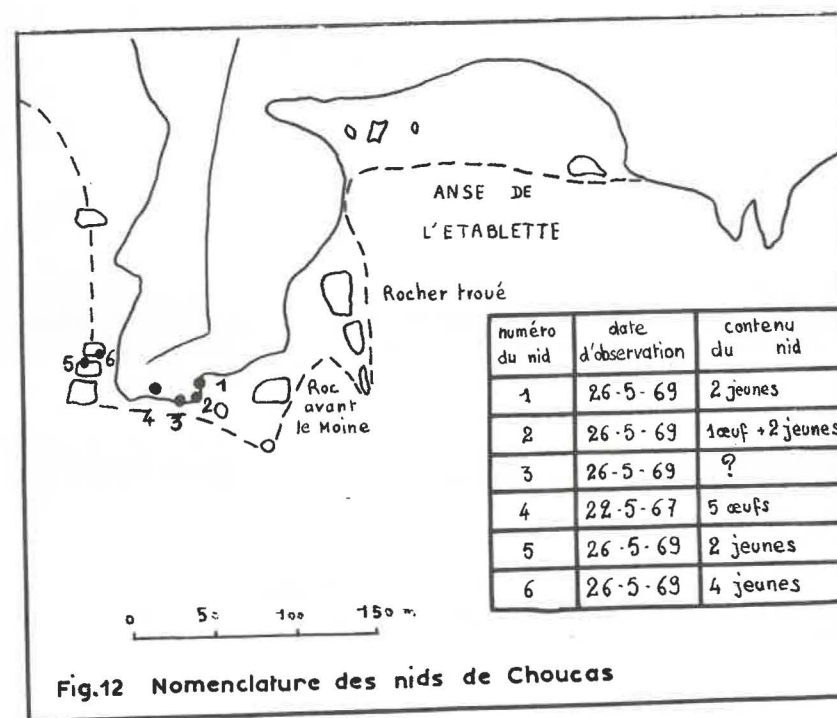 ANSE DE
L'ETABLETTE
Rocher troué
6
5
1
Roc
avant
le Moine
4
3
2
numéro du nid | date d'observation | contenu du nid
1 | 26-5-69 | 2 jeunes
2 | 26-5-69 | 1 œuf + 2 jeunes
3 | 26-5-69 | ?
4 | 22-5-67 | 5 œufs
5 | 26-5-69 | 2 jeunes
6 | 26-5-69 | 4 jeunes
0 50 100 150 m.
Fig.12 Nomenclature des nids de Choucas